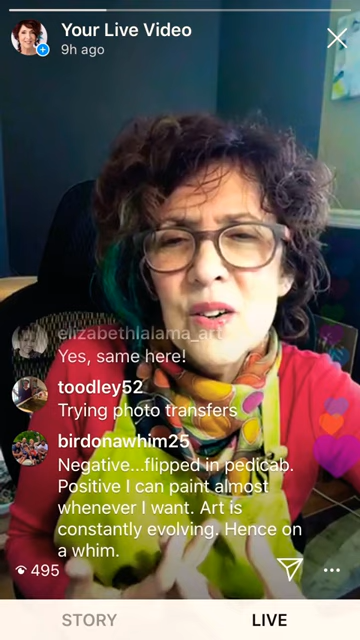 Your Live Video
9h ago
elizabethlalama_art
Yes, same here!
toodley52
Trying photo transfers
birdonawhim25
Negative...flipped in pedicab.
Positive I can paint almost
whenever I want. Art is
constantly evolving. Hence on
a whim.
495
STORY
LIVE